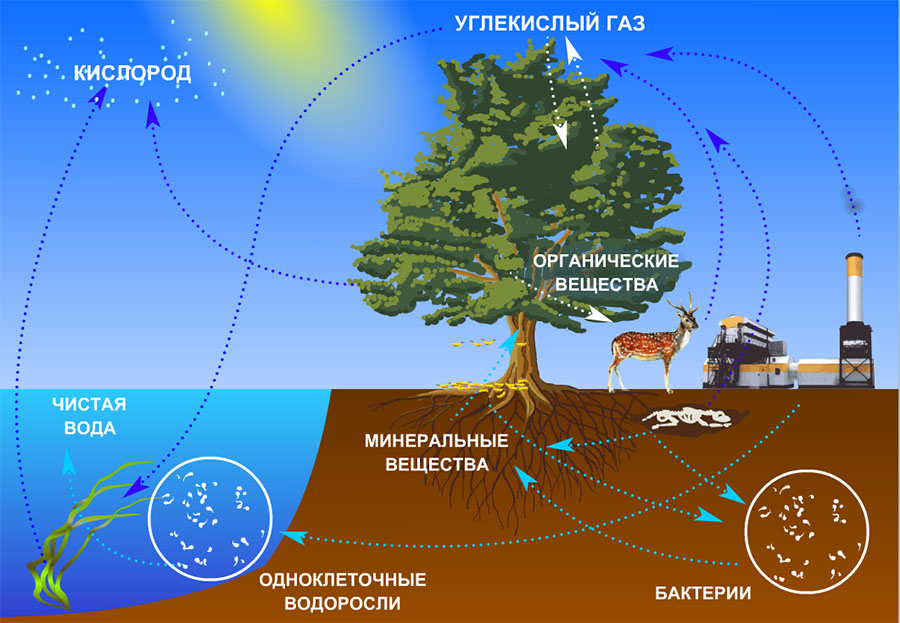 УГЛЕКИСЛЫЙ ГАЗ
КИСЛОРОД
ОРГАНИЧЕСКИЕ
ВЕЩЕСТВА
ЧИСТАЯ
ВОДА
МИНЕРАЛЬНЫЕ
ВЕЩЕСТВА
ОДНОКЛЕТОЧНЫЕ
ВОДОРОСЛИ
БАКТЕРИИ